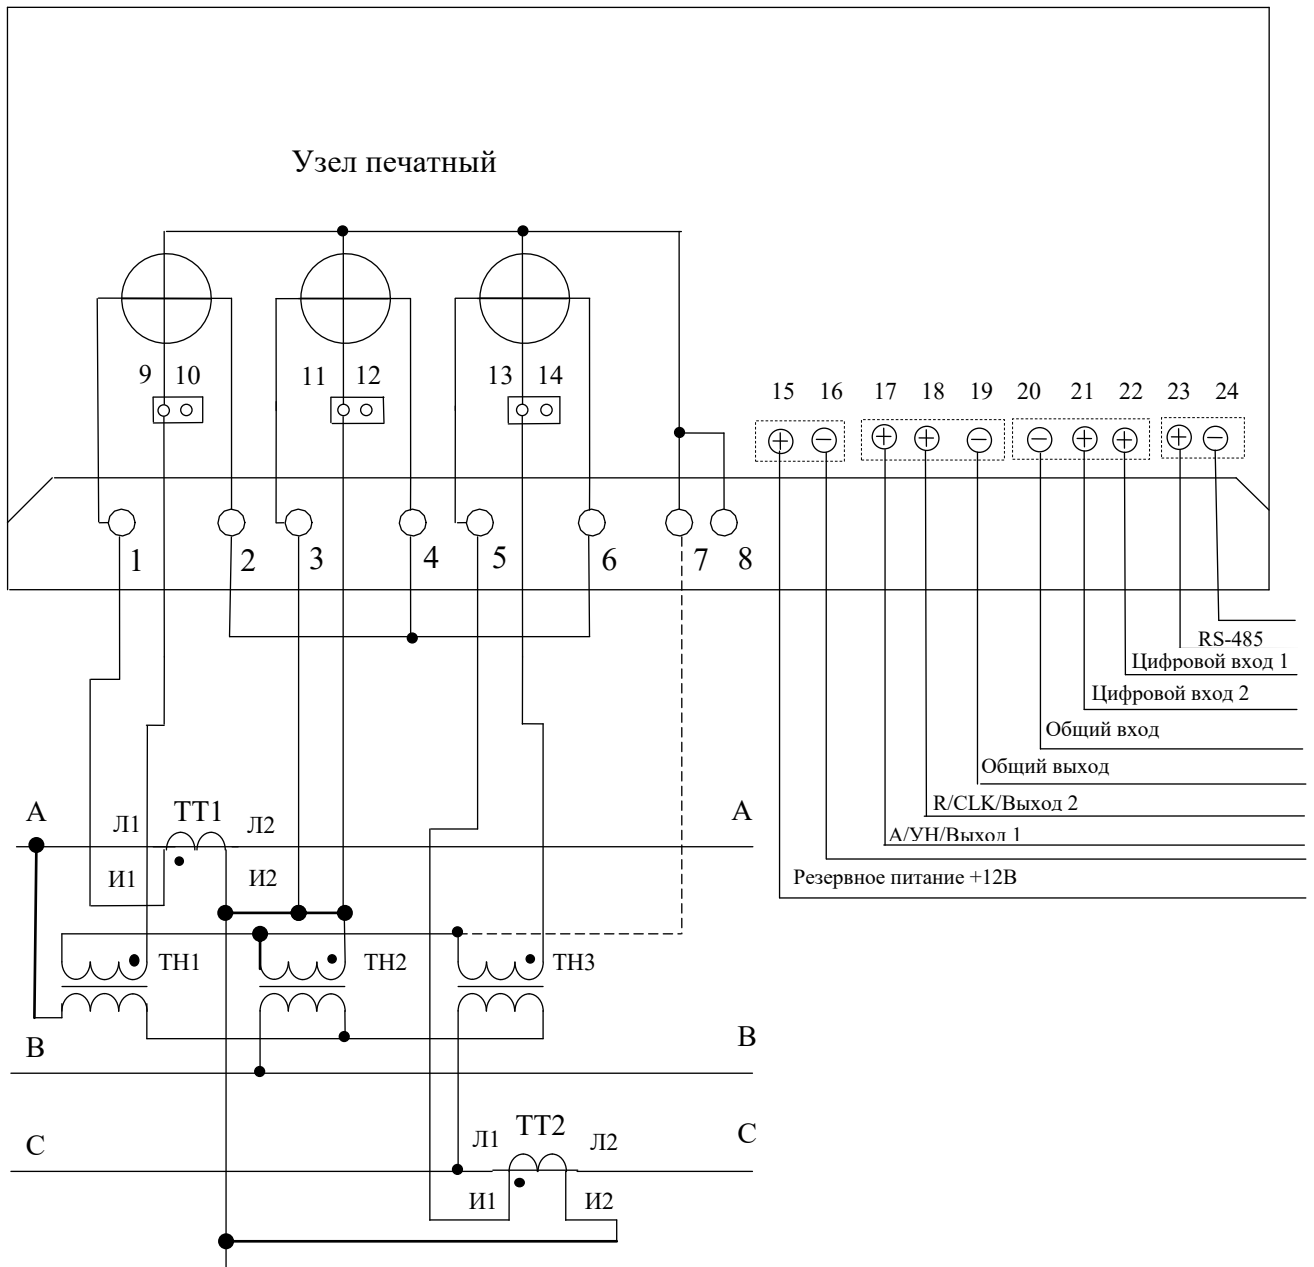 Узел печатный
9 10 11 12 13 14
15 16 17 18 19 20 21 22 23 24
1 2 3 4 5 6 7 8
RS-485
Цифровой вход 1
Цифровой вход 2
Общий вход
Общий выход
R/CLK/Выход 2
А/УН/Выход 1
Резервное питание +12В
А Л1 ТТ1 Л2 А
И1 И2
ТН1 ТН2 ТН3
В В
С Л1 ТТ2 Л2 С
И1 И2